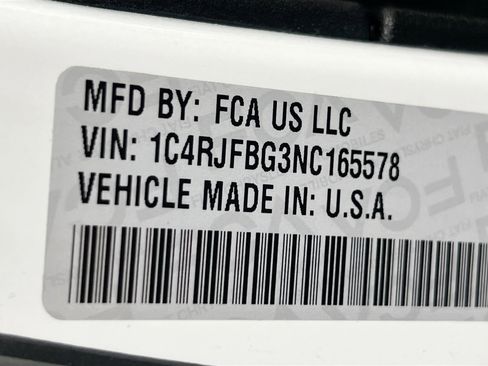 MFD BY: FCA US LLC
VIN: 1C4RJFBG3NC165578
VEHICLE MADE IN: U.S.A.